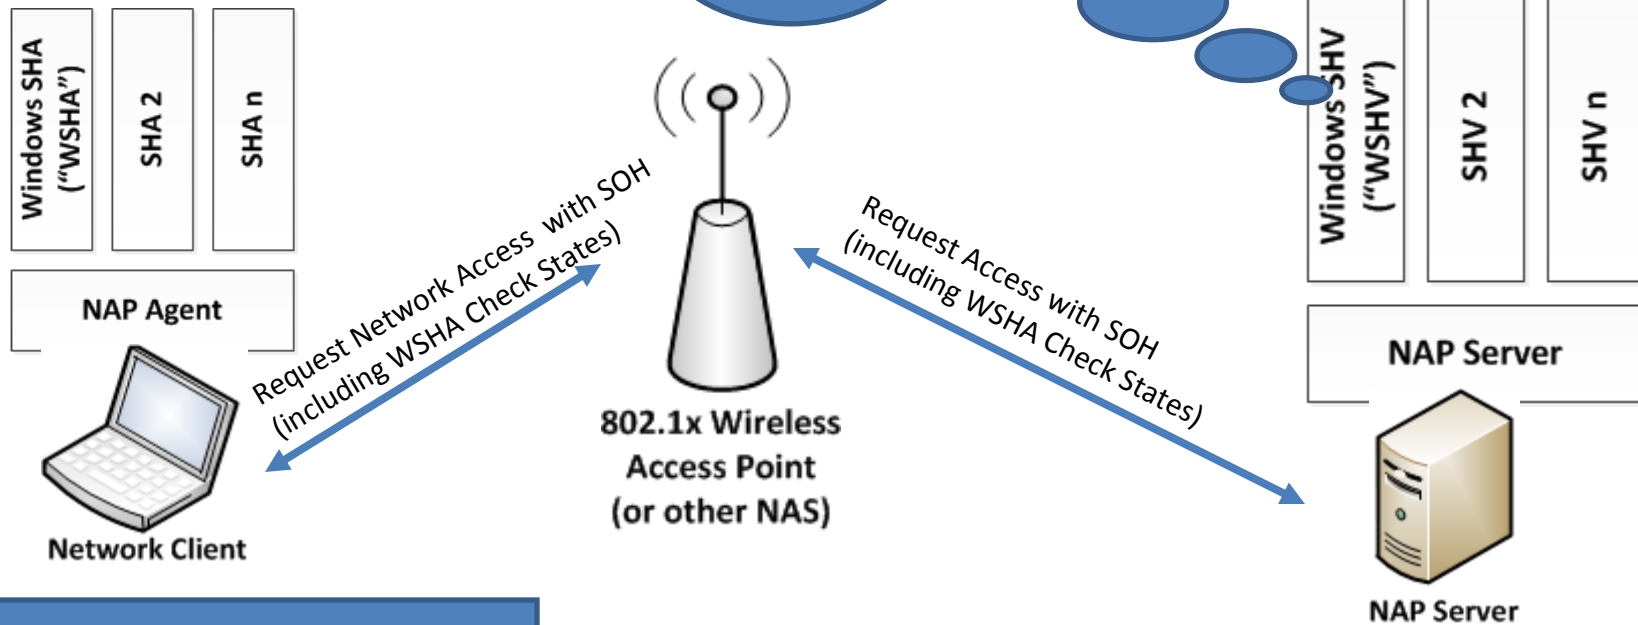 Windows SHA
("WSHA")
SHA 2
SHA n
NAP Agent
Network Client
Request Network Access with SOH
(including WSHA Check States)
802.1x Wireless
Access Point
(or other NAS)
Request Access with SOH
(including WSHA Check States)
Windows SHV
("WSHV")
SHV 2
SHV n
NAP Server
NAP Server